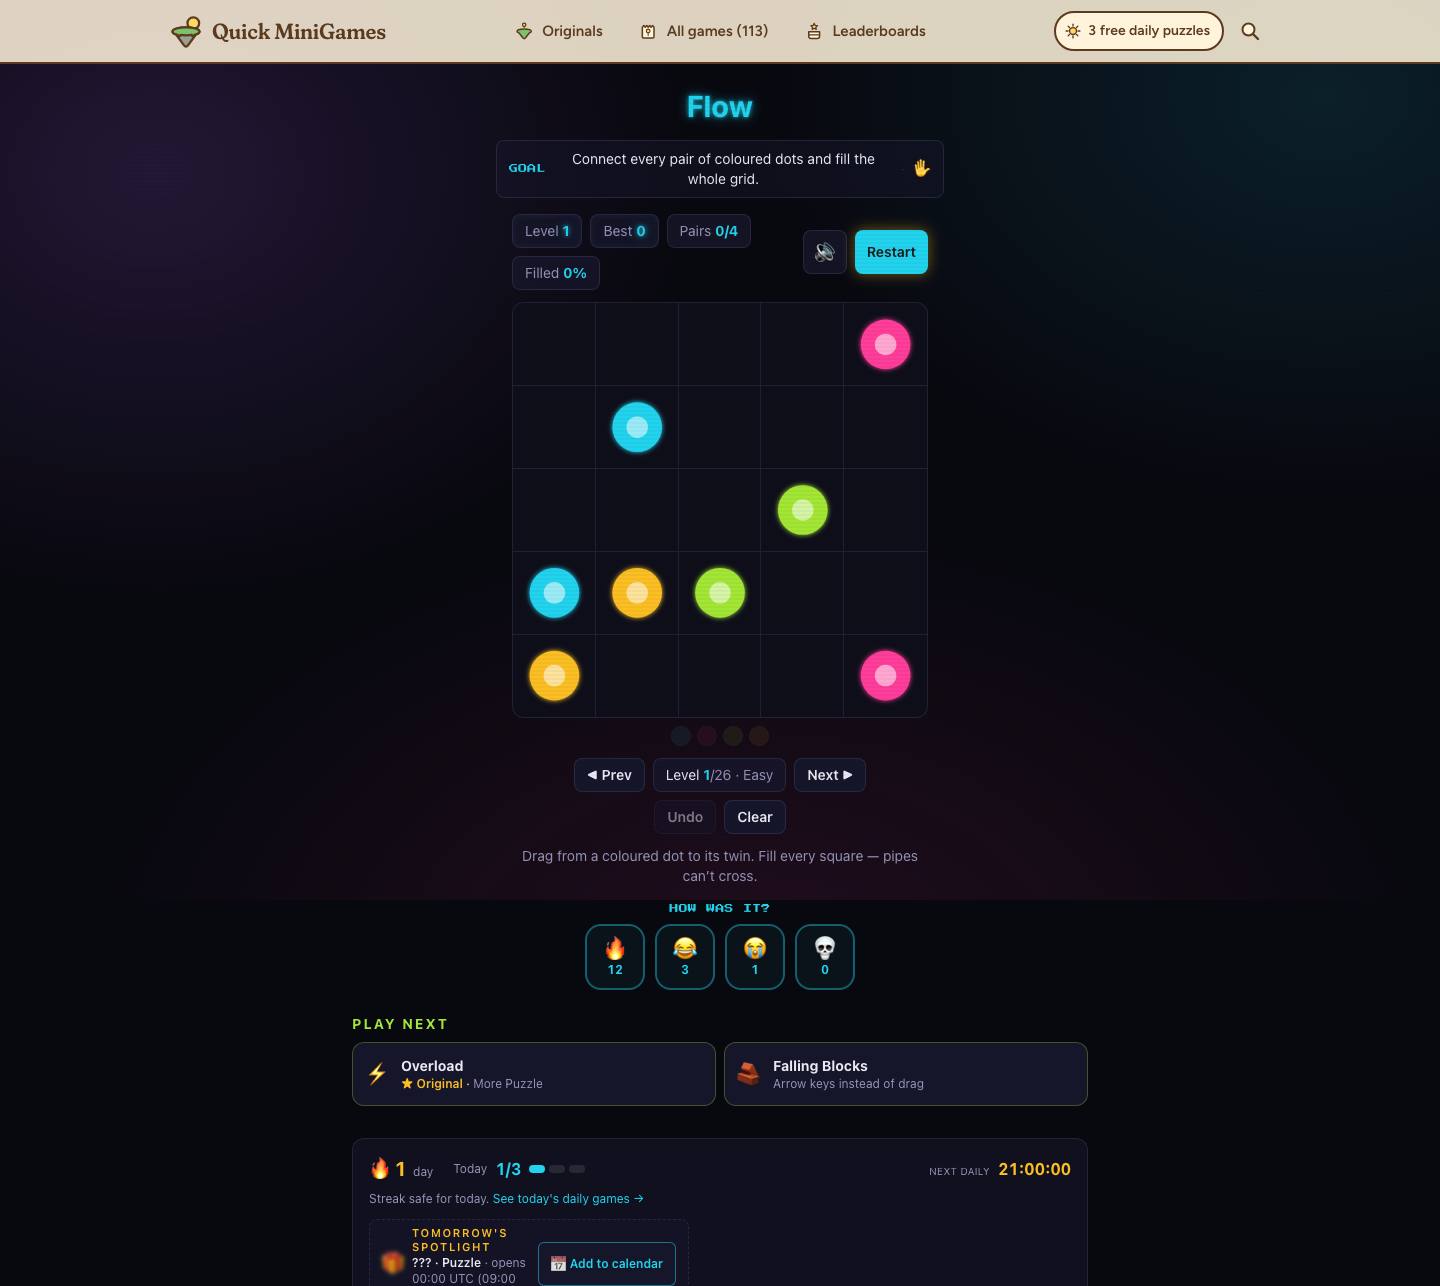 Quick MiniGames
Originals
All games (113)
Leaderboards
3 free daily puzzles
Flow
GOAL
Connect every pair of coloured dots and fill the
whole grid.
Level 1
Best 0
Pairs 0/4
Filled 0%
Restart
Prev
Level 1/26 · Easy
Next
Undo
Clear
Drag from a coloured dot to its twin. Fill every square — pipes
can't cross.
HOW WAS IT?
12
3
1
0
PLAY NEXT
Overload
Original · More Puzzle
Falling Blocks
Arrow keys instead of drag
1 day
Today 1/3
NEXT DAILY 21:00:00
Streak safe for today. See today's daily games →
TOMORROW'S
SPOTLIGHT
??? · Puzzle · opens
00:00 UTC (09:00
Add to calendar